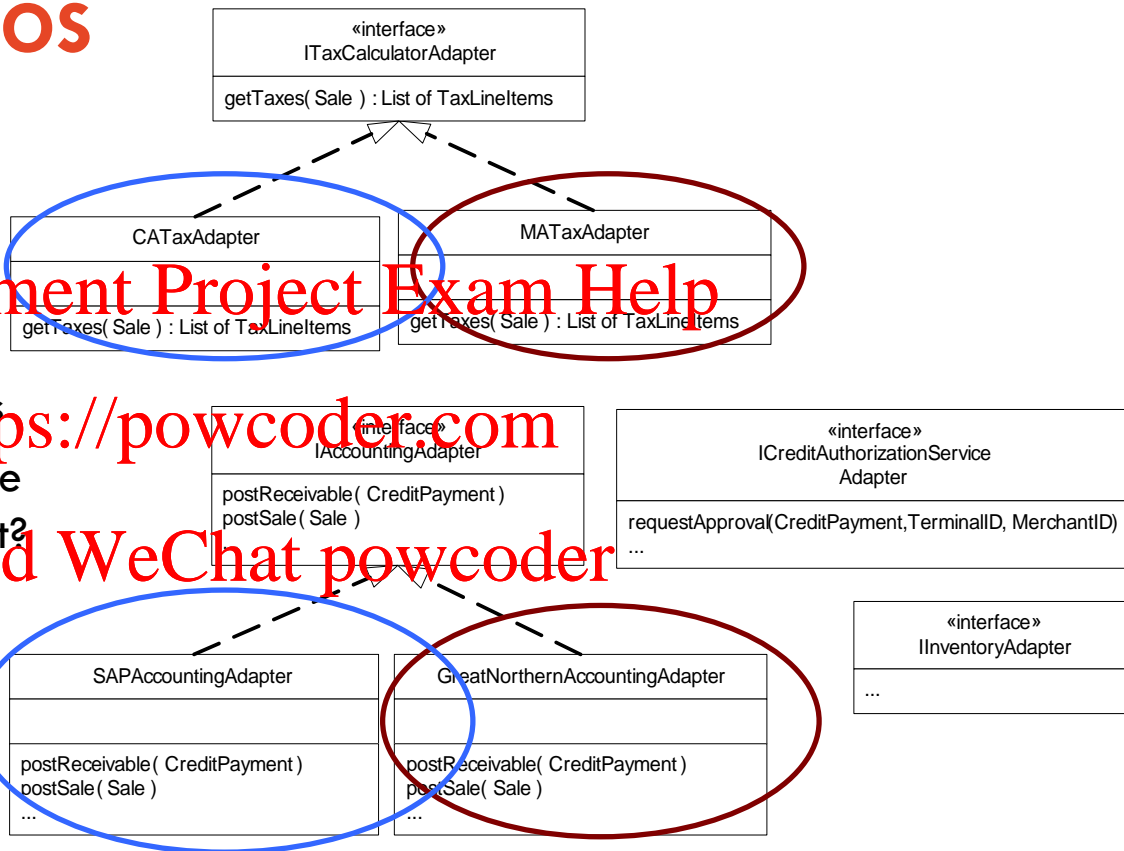 os
«interface»
ITaxCalculatorAdapter
getTaxes( Sale ) : List of TaxLineItems
CATaxAdapter
MATaxAdapter
ment Project Exam Help
getTaxes( Sale ) : List of TaxLineItems
getTaxes( Sale ) : List of TaxLineItems
ps://powcoder.com
«interface»
IAccountingAdapter
«interface»
ICreditAuthorizationService
Adapter
e
postReceivable( CreditPayment )
postSale( Sale )
requestApproval(CreditPayment,TerminalID, MerchantID)
...
t?
d WeChat powcoder
«interface»
IInventoryAdapter
...
SAPAccountingAdapter
GreatNorthernAccountingAdapter
postReceivable( CreditPayment )
postSale( Sale )
...
postReceivable( CreditPayment )
postSale( Sale )
...